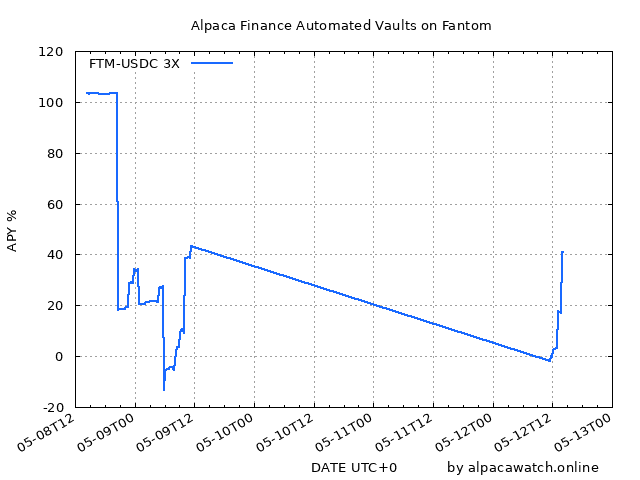 Alpaca Finance Automated Vaults on Fantom
120
100
80
60
40
20
0
-20
APY %
FTM-USDC 3X
05-08T12
05-09T00
05-09T12
05-10T00
05-10T12
05-11T00
05-11T12
05-12T00
05-12T12
05-13T00
DATE UTC+0
by alpacawatch.online